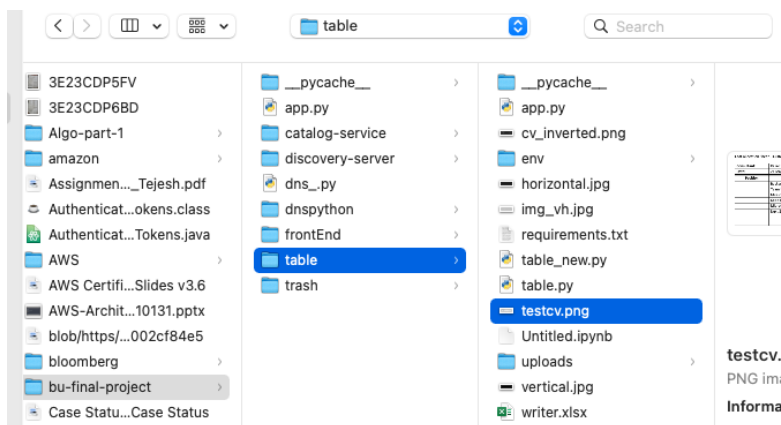 table
Search
3E23CDP5FV
3E23CDP6BD
Algo-part-1
amazon
Assignmen..._Tejesh.pdf
Authenticat...okens.class
Authenticat...Tokens.java
AWS
AWS Certifi...Slides v3.6
AWS-Archit...10131.pptx
blob/https/...002cf84e5
bloomberg
bu-final-project
Case Statu...Case Status
__pycache__
app.py
catalog-service
discovery-server
dns_.py
dnspython
frontEnd
table
trash
__pycache__
app.py
cv_inverted.png
env
horizontal.jpg
img_vh.jpg
requirements.txt
table_new.py
table.py
testcv.png
Untitled.ipynb
uploads
vertical.jpg
writer.xlsx
testcv.
PNG ima
Informa